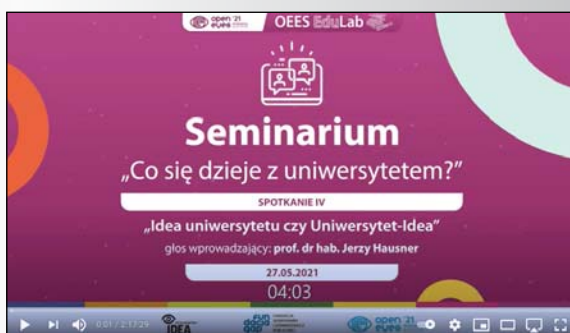 open '21
eyes
OEES EduLab
Seminarium
„Co się dzieje z uniwersytetem?”
SPOTKANIE IV
„Idea uniwersytetu czy Uniwersytet-Idea”
głos wprowadzający: prof. dr hab. Jerzy Hausner
27.05.2021
04:03
0:01 / 2:17:29
IDEA
open '21
eyes